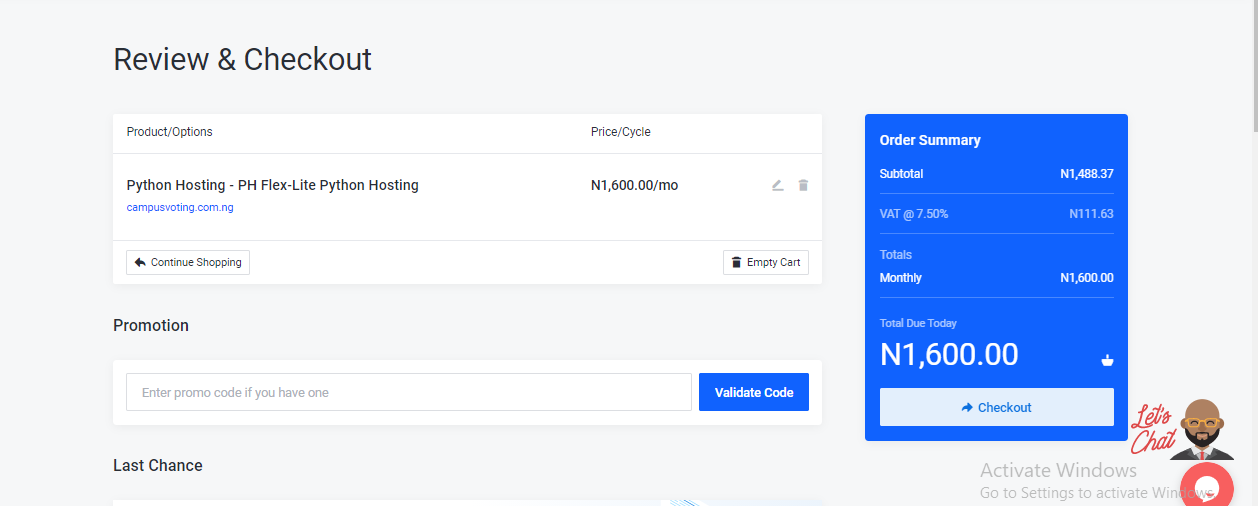 Review & Checkout
Product/Options Price/Cycle
Python Hosting - PH Flex-Lite Python Hosting N1,600.00/mo
campusvoting.com.ng
Continue Shopping Empty Cart
Promotion
Enter promo code if you have one Validate Code
Last Chance
Order Summary
Subtotal N1,488.37
VAT @ 7.50% N111.63
Totals
Monthly N1,600.00
Total Due Today
N1,600.00
Checkout
Let's
Chat
Activate Windows
Go to Settings to activate Windows.